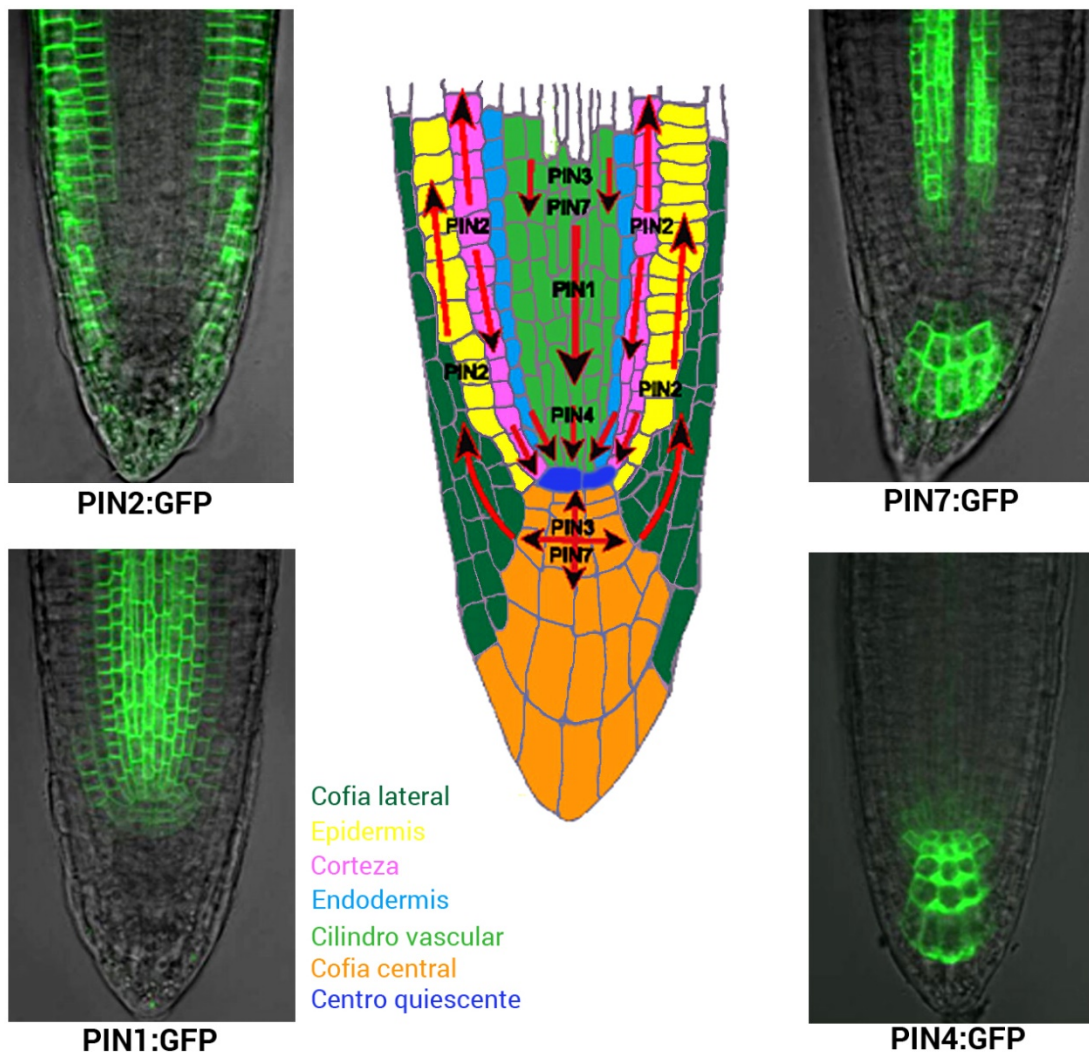 PIN2:GFP
PIN1:GFP
PIN3
PIN7
PIN2
PIN2
PIN1
PIN2
PIN2
PIN4
PIN3
PIN7
Cofia lateral
Epidermis
Corteza
Endodermis
Cilindro vascular
Cofia central
Centro quiescente
PIN7:GFP
PIN4:GFP